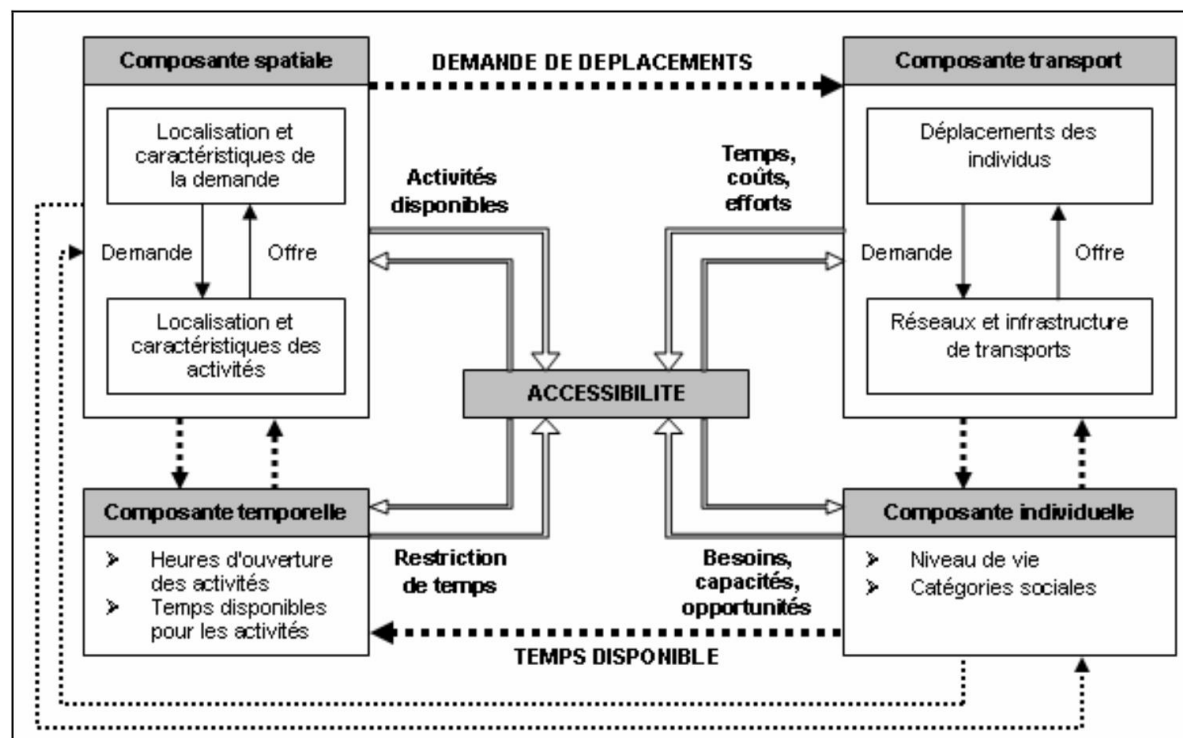 Composante spatiale
DEMANDE DE DEPLACEMENTS
Composante transport
Localisation et
caractéristiques de
la demande
Demande
Offre
Localisation et
caractéristiques des
activités
Activités
disponibles
Temps,
coûts,
efforts
Déplacements des
individus
Demande
Offre
Réseaux et infrastructure
de transports
ACCESSIBILITE
Composante temporelle
Heures d'ouverture
des activités
Temps disponibles
pour les activités
Restriction
de temps
Besoins,
capacités,
opportunités
Composante individuelle
Niveau de vie
Catégories sociales
TEMPS DISPONIBLE